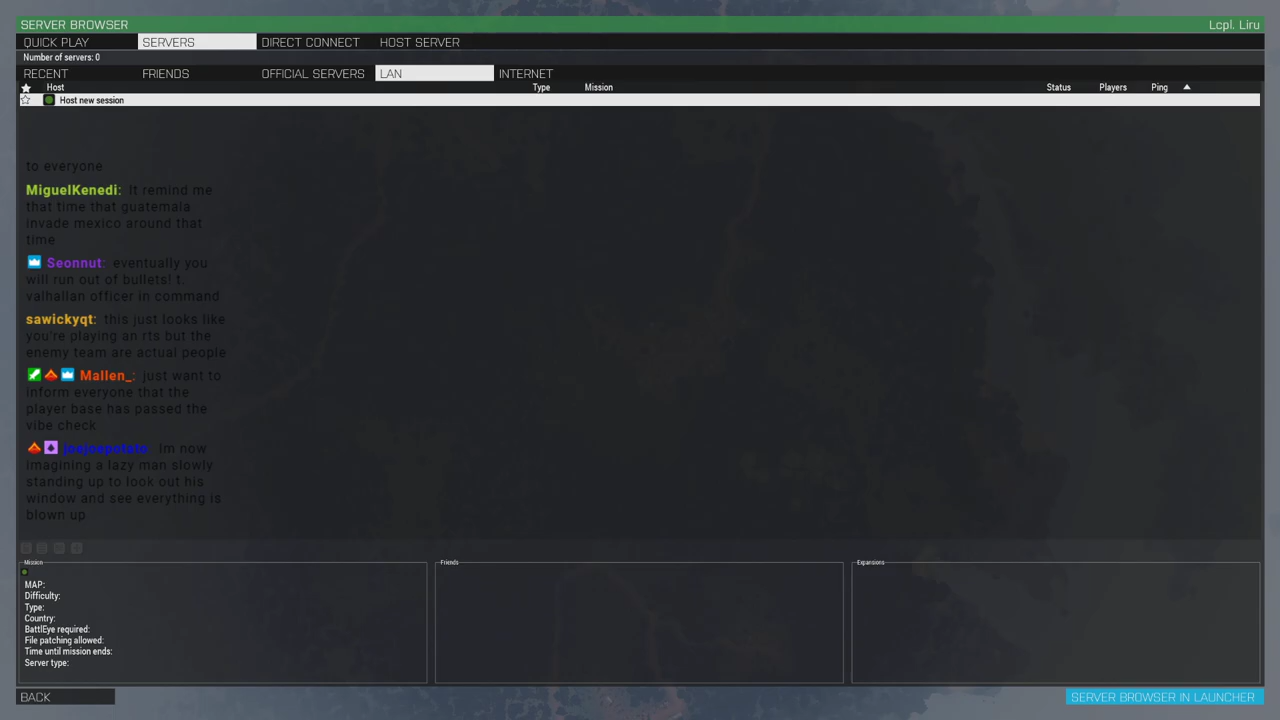 SERVER BROWSER
Lcpl. Liru
QUICK PLAY
SERVERS
DIRECT CONNECT
HOST SERVER
Number of servers: 0
RECENT
FRIENDS
OFFICIAL SERVERS
LAN
INTERNET
Host
Type
Mission
Status
Players
Ping
Host new session
to everyone
MiguelKenedi: It remind me
that time that guatemala
invade mexico around that
time
Seonnut: eventually you
will run out of bullets! t.
valhallan officer in command
sawickyqt: this just looks like
you're playing an rts but the
enemy team are actual people
Mallen_: just want to
inform everyone that the
player base has passed the
vibe check
joojoepotato: Im now
imagining a lazy man slowly
standing up to look out his
window and see everything is
blown up
Mission
MAP:
Difficulty:
Type:
Country:
BattlEye required:
File patching allowed:
Time until mission ends:
Server type:
Friends
Expansions
BACK
SERVER BROWSER IN LAUNCHER